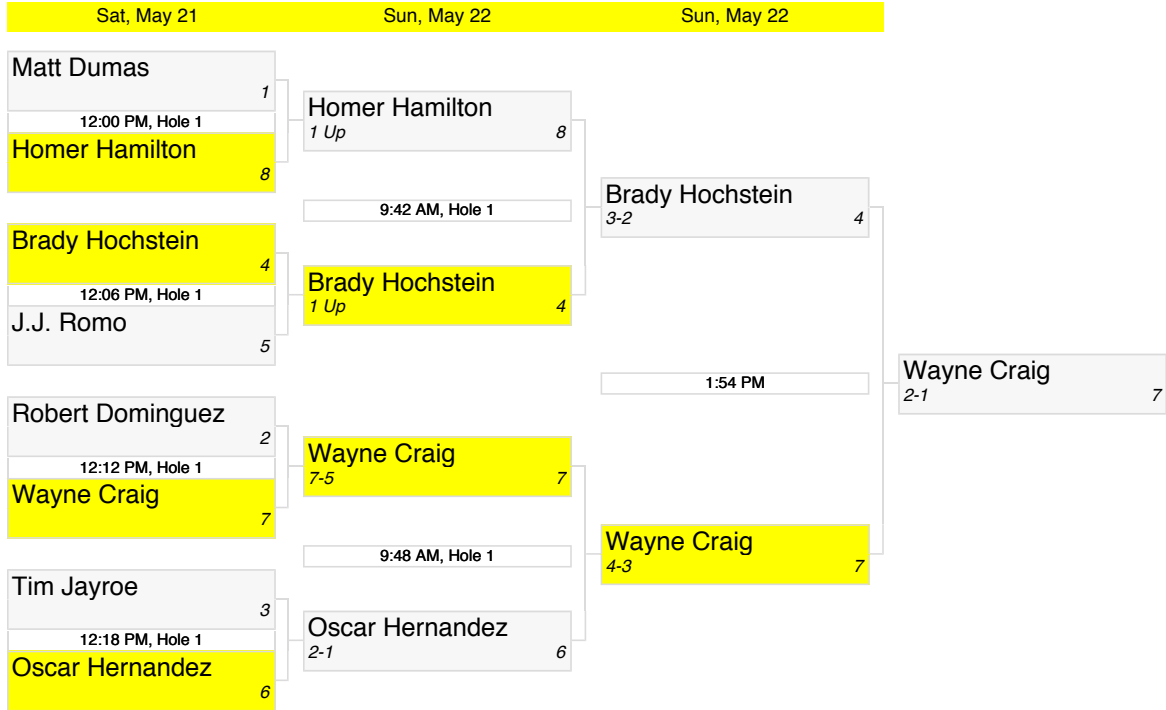 Sat, May 21
Sun, May 22
Sun, May 22
Matt Dumas
1
12:00 PM, Hole 1
Homer Hamilton
8
Brady Hochstein
4
12:06 PM, Hole 1
J.J. Romo
5
Robert Dominguez
2
12:12 PM, Hole 1
Wayne Craig
7
Tim Jayroe
3
12:18 PM, Hole 1
Oscar Hernandez
6
Homer Hamilton
1 Up 8
9:42 AM, Hole 1
Brady Hochstein
1 Up 4
Wayne Craig
7-5 7
9:48 AM, Hole 1
Oscar Hernandez
2-1 6
Brady Hochstein
3-2 4
1:54 PM
Wayne Craig
4-3 7
Wayne Craig
2-1 7